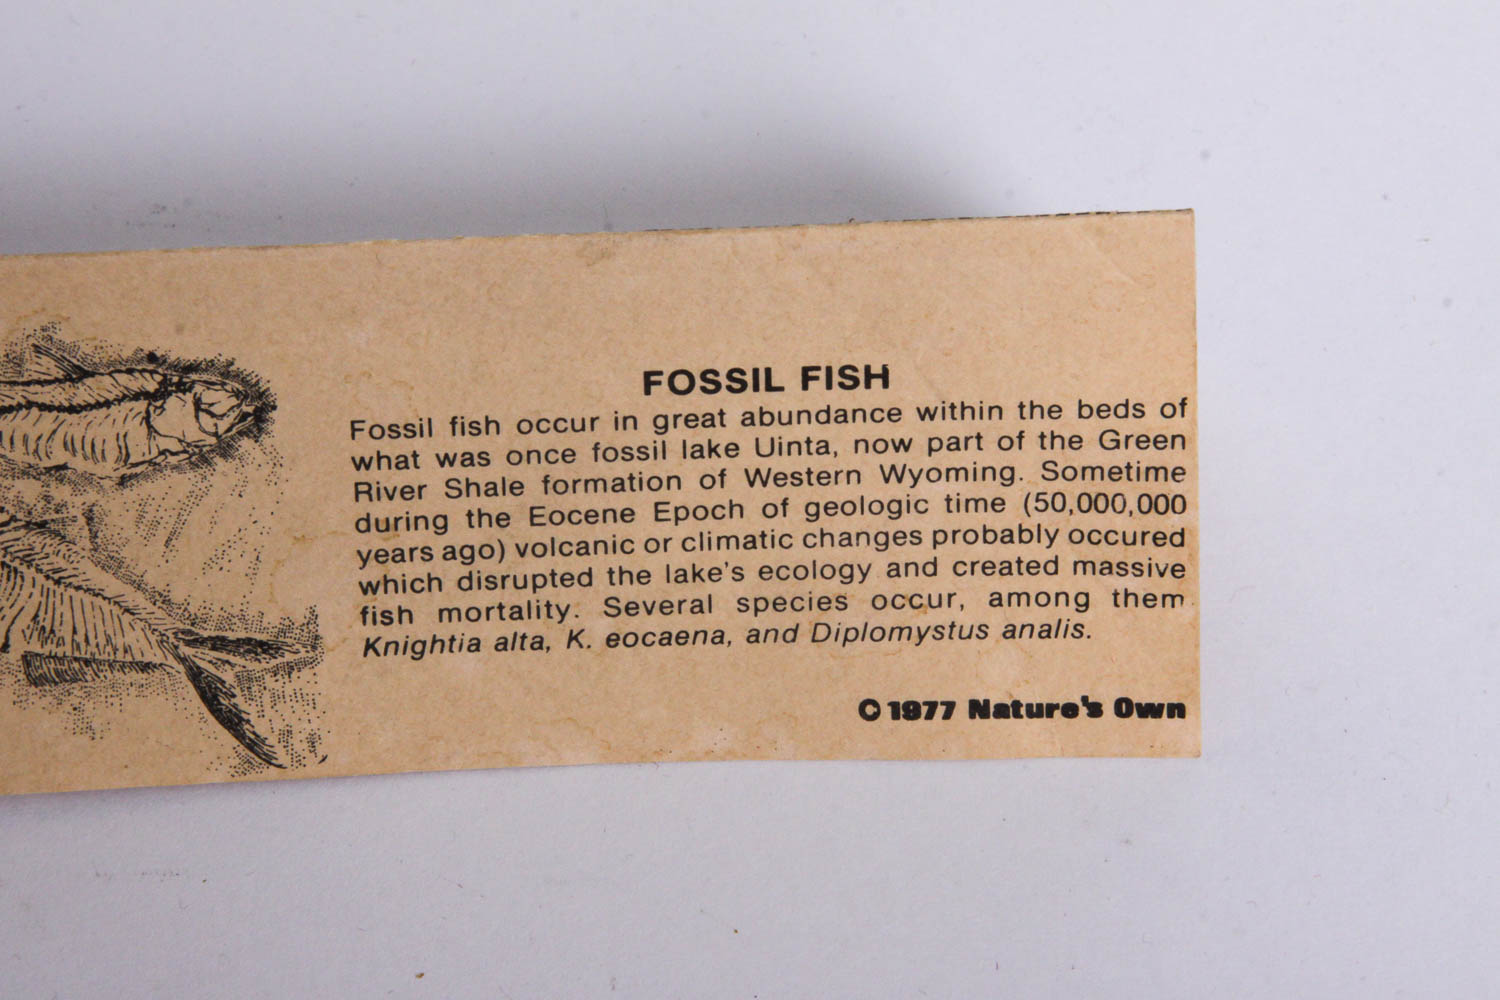 FOSSIL FISH
Fossil fish occur in great abundance within the beds of
what was once fossil lake Uinta, now part of the Green
River Shale formation of Western Wyoming. Sometime
during the Eocene Epoch of geologic time (50,000,000
years ago) volcanic or climatic changes probably occured
which disrupted the lake's ecology and created massive
fish mortality. Several species occur, among them
Knightia alta, K. eocaena, and Diplomystus analis.
©1977 Nature's Own